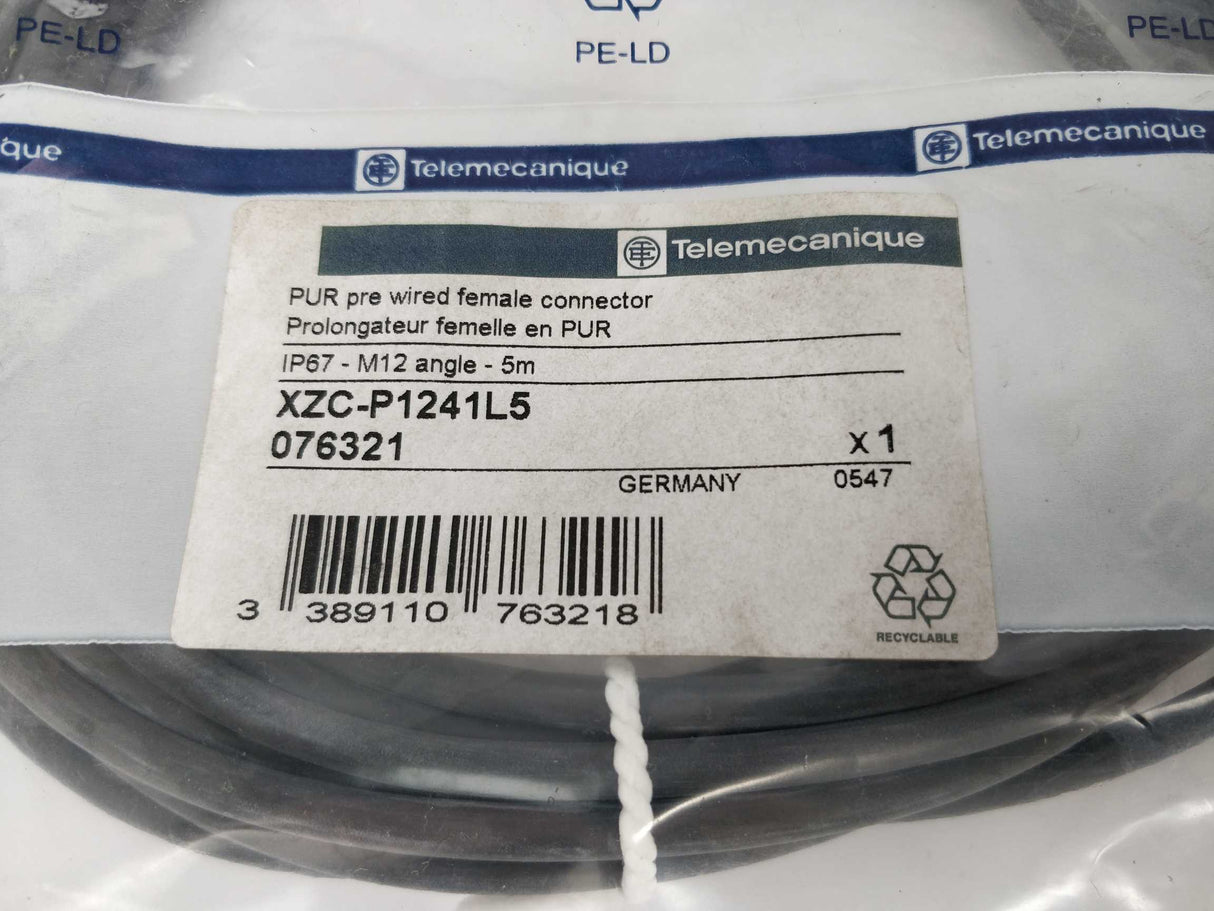 PE-LD
PE-LD
PE-LD
que
Telemecanique
Telemecanique
Telemecanique
PUR pre wired female connector
Prolongateur femelle en PUR
IP67 - M12 angle - 5m
XZC-P1241L5
076321 x 1
GERMANY 0547
3 389110 763218
RECYCLABLE